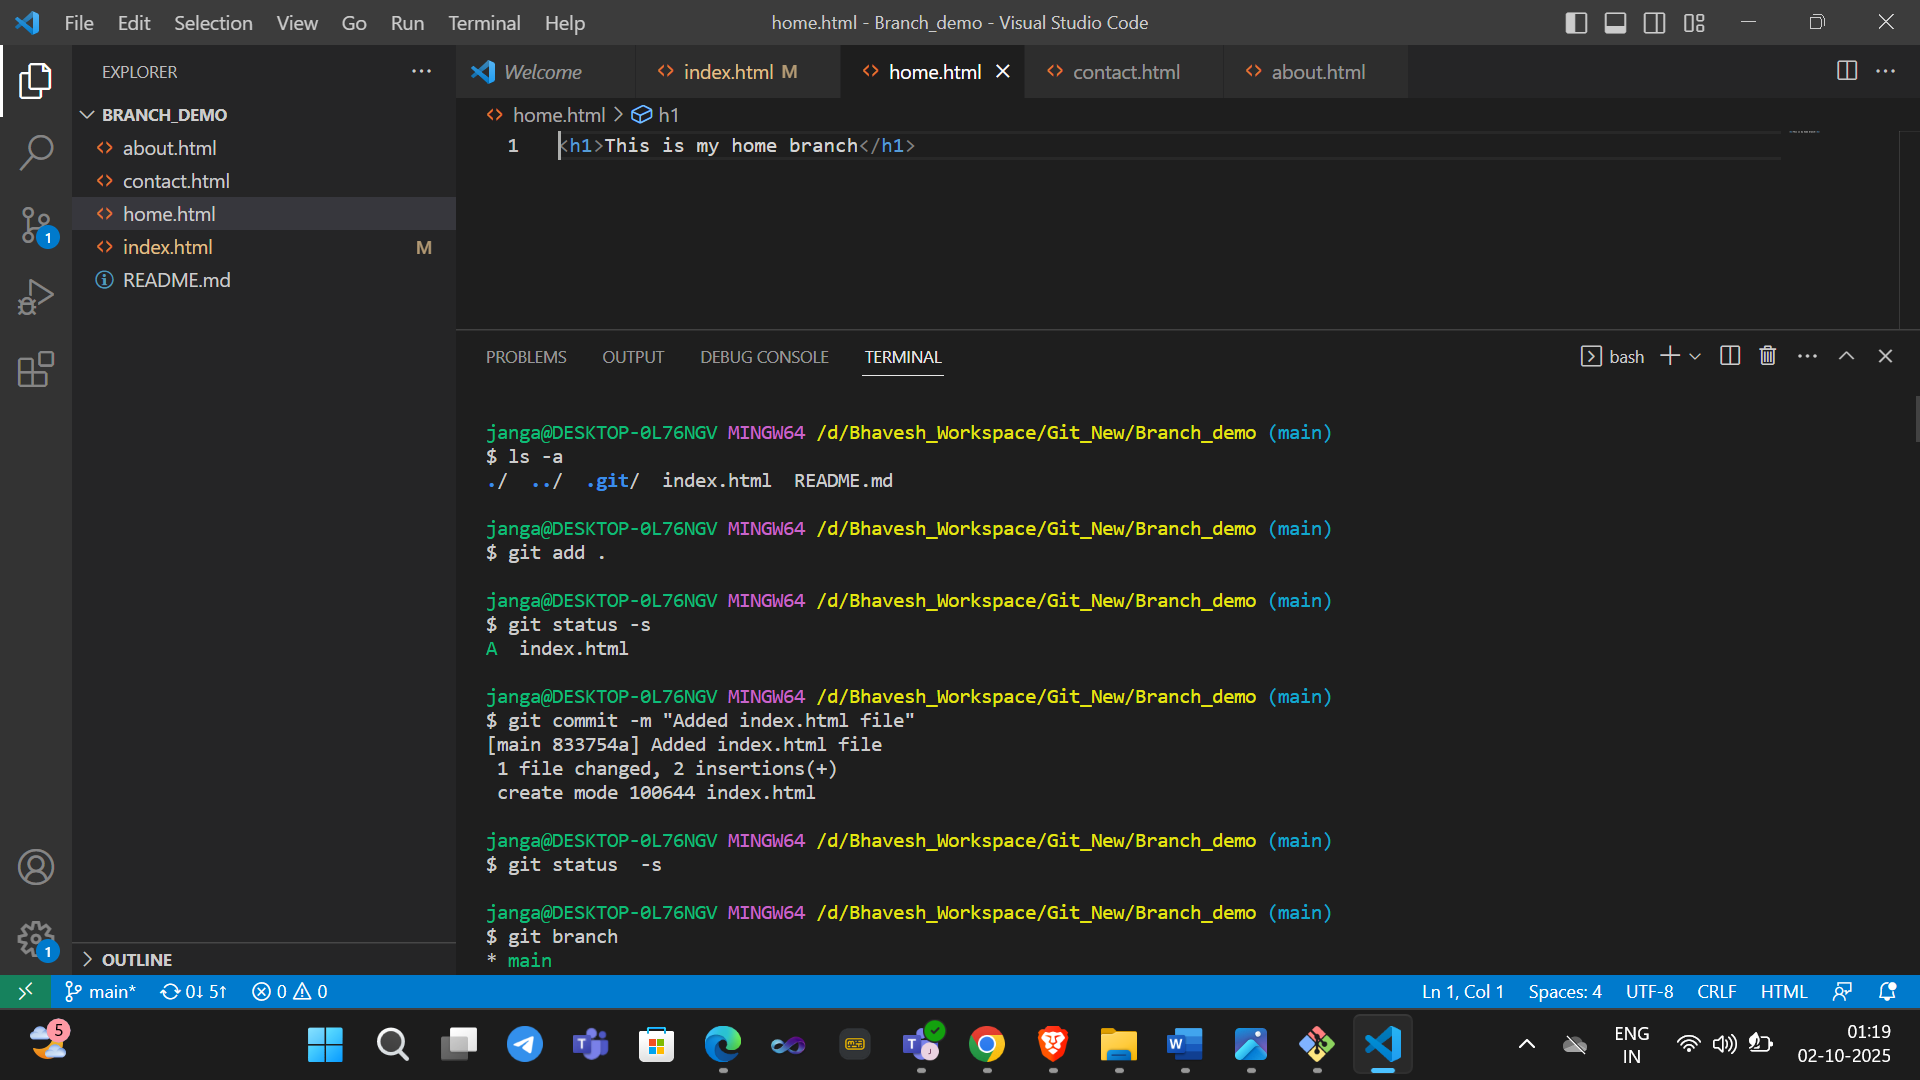 File Edit Selection View Go Run Terminal Help
home.html - Branch_demo - Visual Studio Code
EXPLORER
BRANCH_DEMO
about.html
contact.html
home.html
index.html M
README.md
OUTLINE
Welcome
index.html M
home.html
contact.html
about.html
home.html > h1
1 <h1>This is my home branch</h1>
PROBLEMS OUTPUT DEBUG CONSOLE TERMINAL
bash
janga@DESKTOP-0L76NGV MINGW64 /d/Bhavesh_Workspace/Git_New/Branch_demo (main)
$ ls -a
./ ../ .git/ index.html README.md
janga@DESKTOP-0L76NGV MINGW64 /d/Bhavesh_Workspace/Git_New/Branch_demo (main)
$ git add .
janga@DESKTOP-0L76NGV MINGW64 /d/Bhavesh_Workspace/Git_New/Branch_demo (main)
$ git status -s
A index.html
janga@DESKTOP-0L76NGV MINGW64 /d/Bhavesh_Workspace/Git_New/Branch_demo (main)
$ git commit -m "Added index.html file"
[main 833754a] Added index.html file
1 file changed, 2 insertions(+)
create mode 100644 index.html
janga@DESKTOP-0L76NGV MINGW64 /d/Bhavesh_Workspace/Git_New/Branch_demo (main)
$ git status  -s
janga@DESKTOP-0L76NGV MINGW64 /d/Bhavesh_Workspace/Git_New/Branch_demo (main)
$ git branch
* main
1
1
main* 0↓ 5↑ 0 0
Ln 1, Col 1 Spaces: 4 UTF-8 CRLF HTML
5
ENG
IN
01:19
02-10-2025